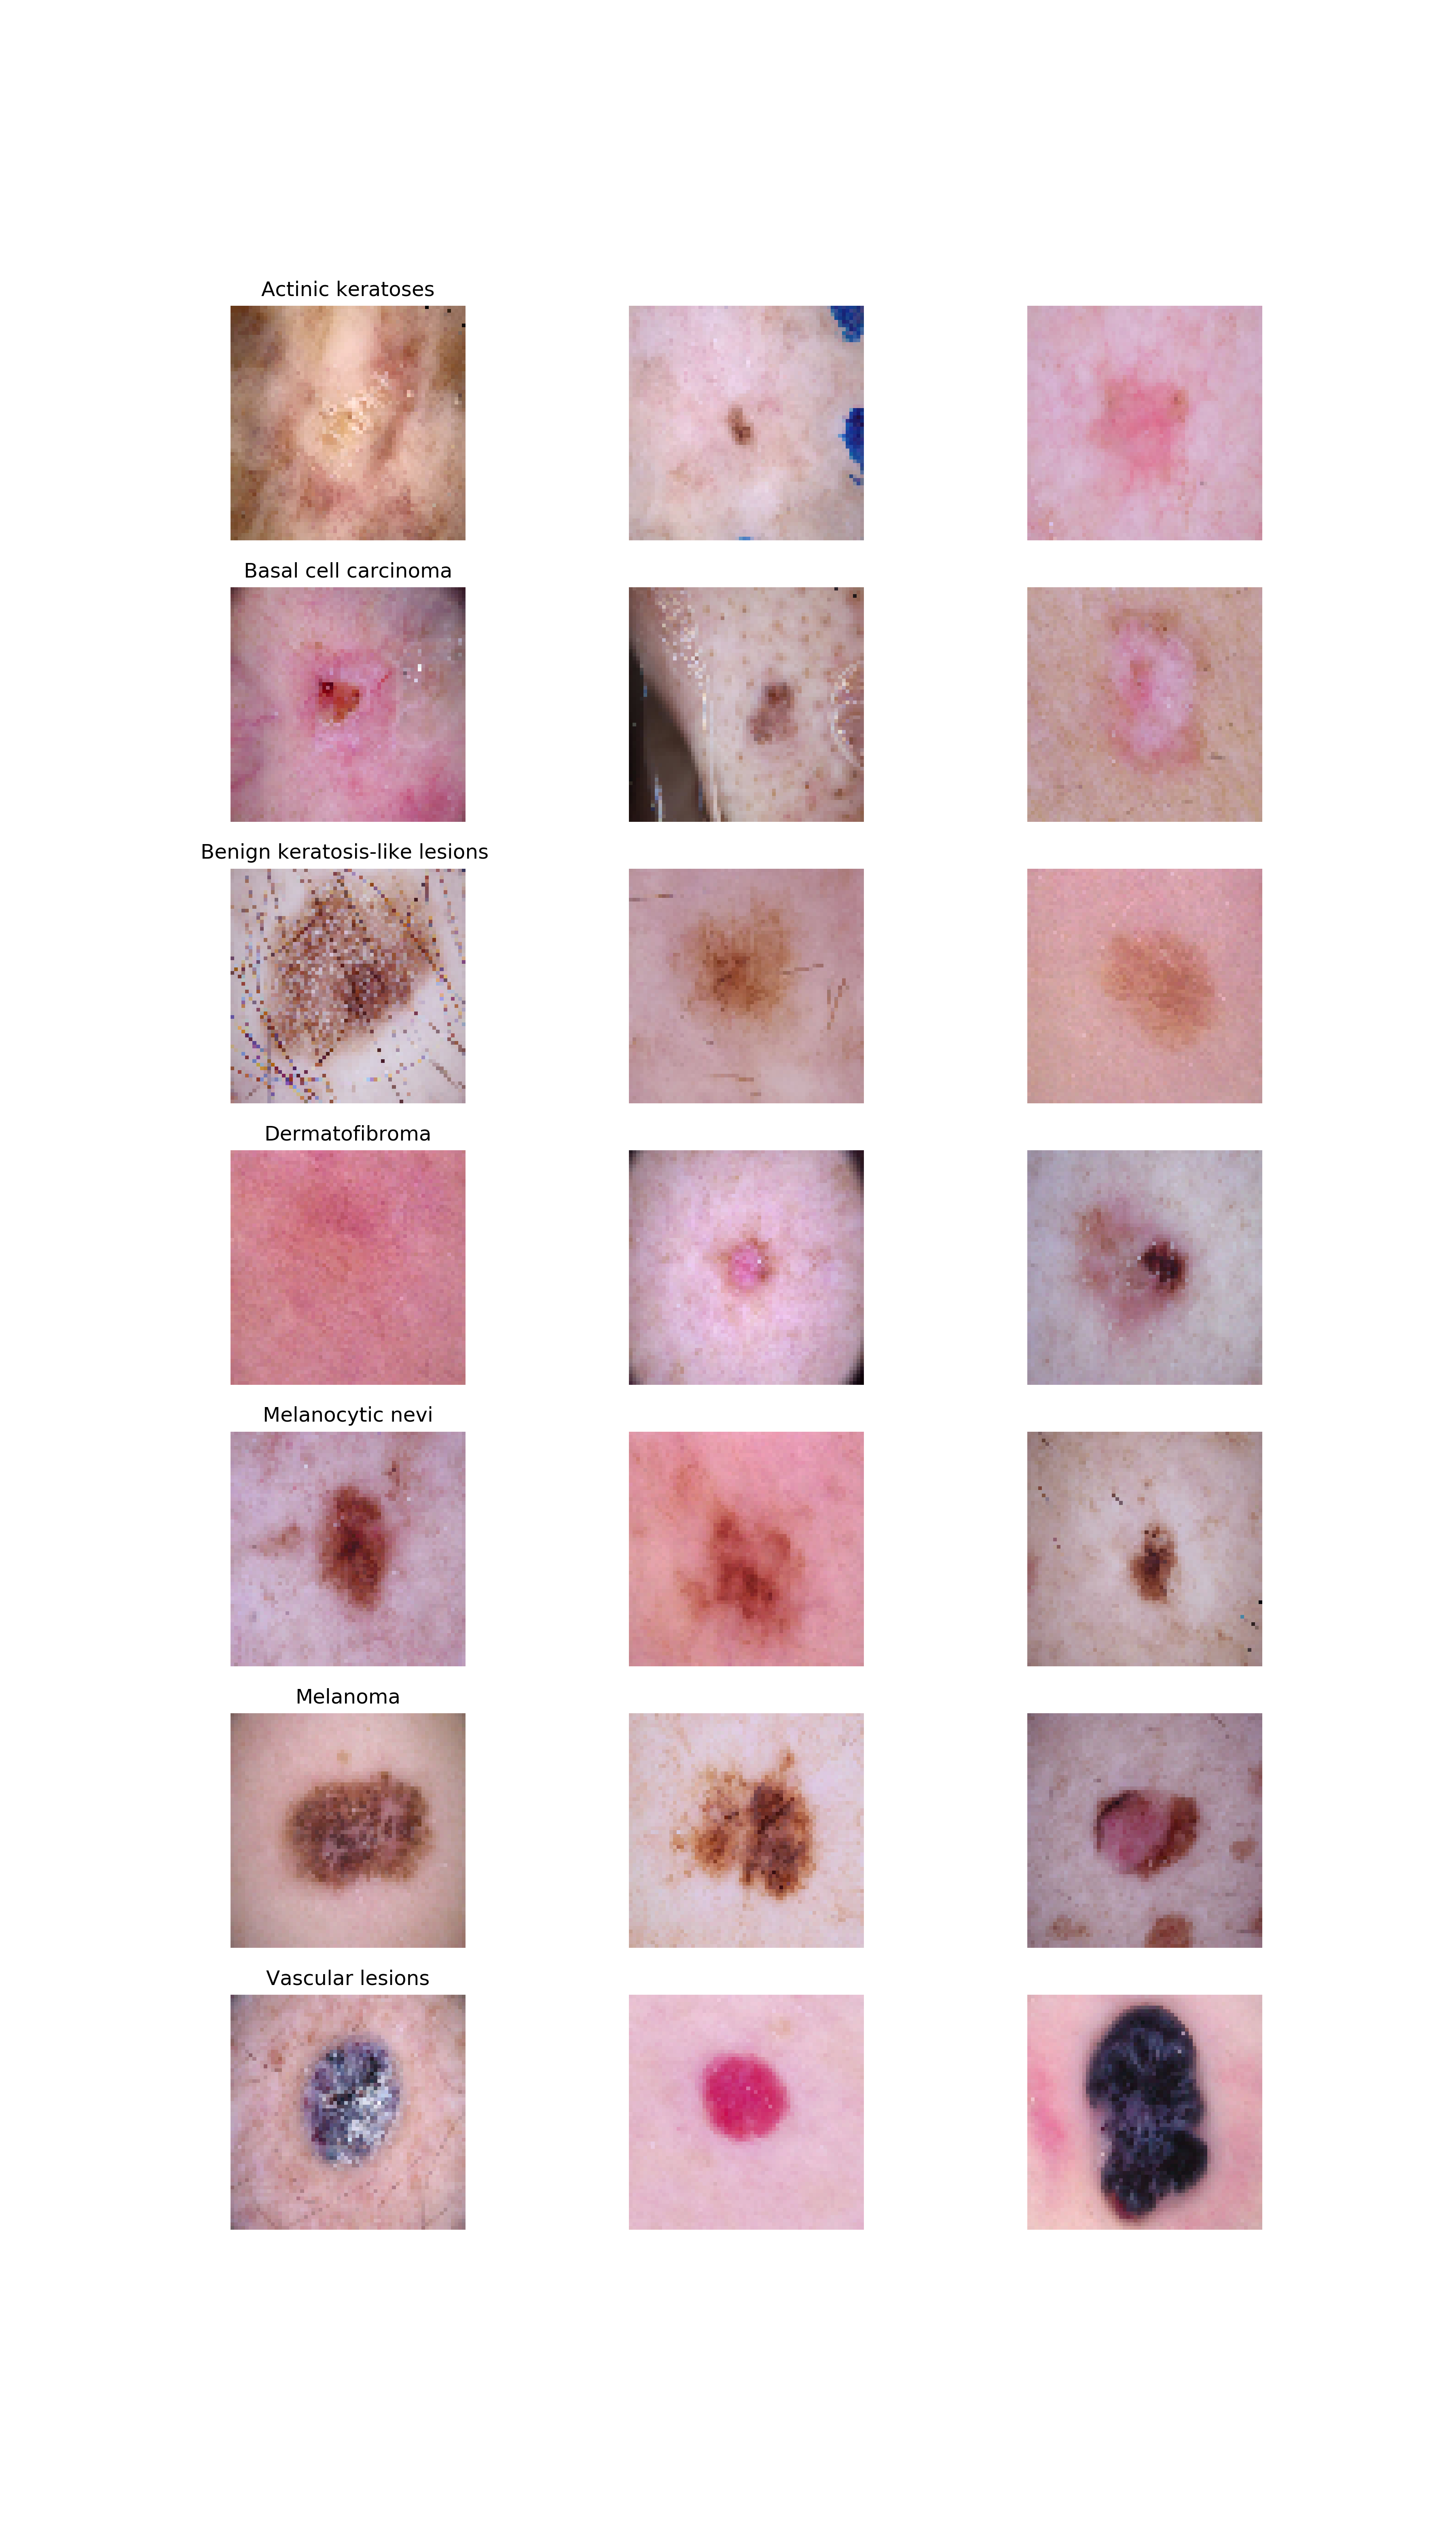 Actinic keratoses
Basal cell carcinoma
Benign keratosis-like lesions
Dermatofibroma
Melanocytic nevi
Melanoma
Vascular lesions